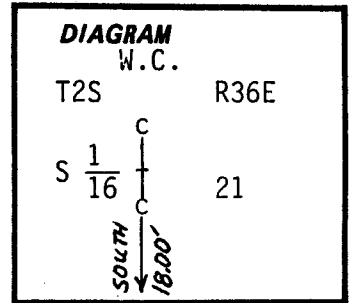 DIAGRAM
W.C.
T2S R36E
C
S 1/16 21
C
SOUTH 18.00'